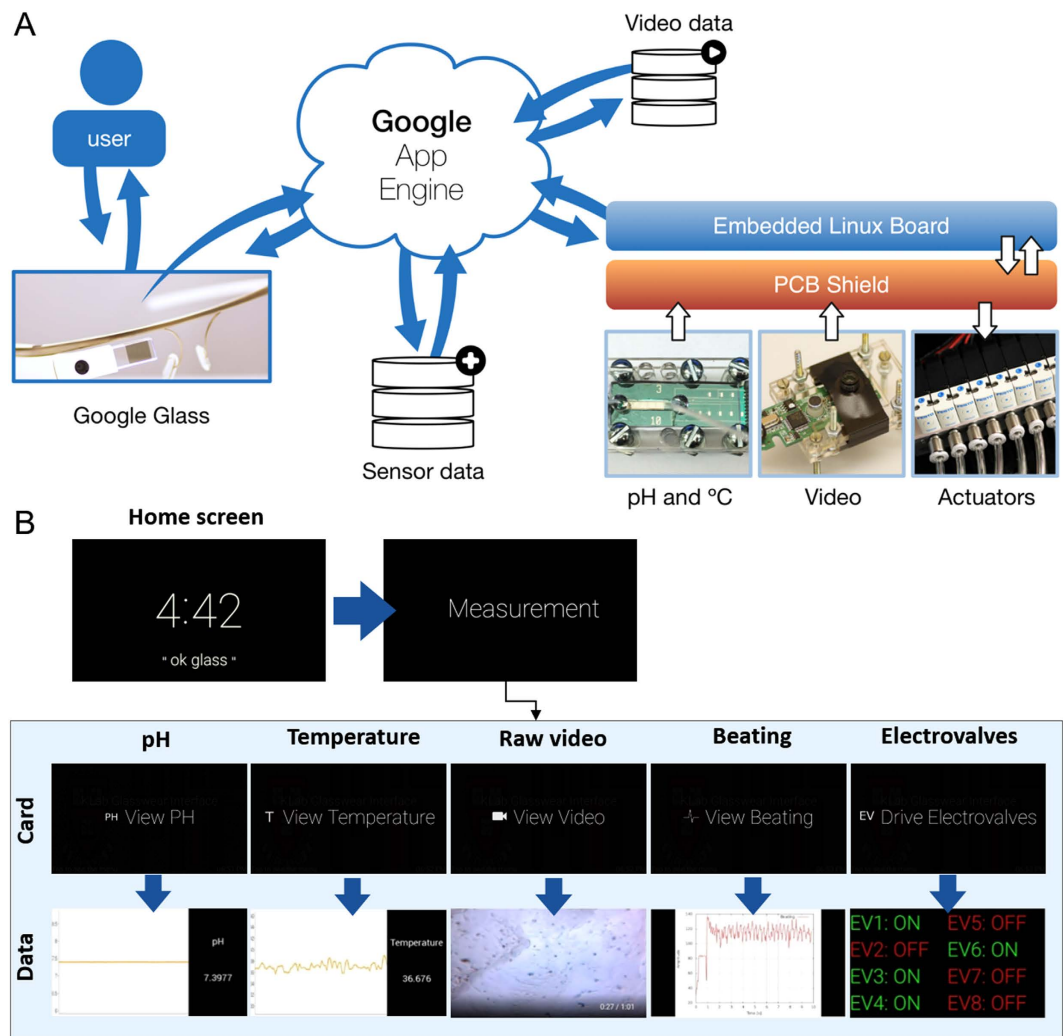 A
Video data
user
Google
App
Engine
Embedded Linux Board
PCB Shield
3
10
Google Glass
Sensor data
pH and ºC
Video
Actuators
B
Home screen
4:42
" ok glass "
Measurement
pH
Temperature
Raw video
Beating
Electrovalves
Card
PH View PH
T View Temperature
View Video
View Beating
EV Drive Electrovalves
Data
pH
7.3977
Temperature
36.676
0:27 / 1:01
Beating
EV1: ON EV5: OFF
EV2: OFF EV6: ON
EV3: ON EV7: OFF
EV4: ON EV8: OFF